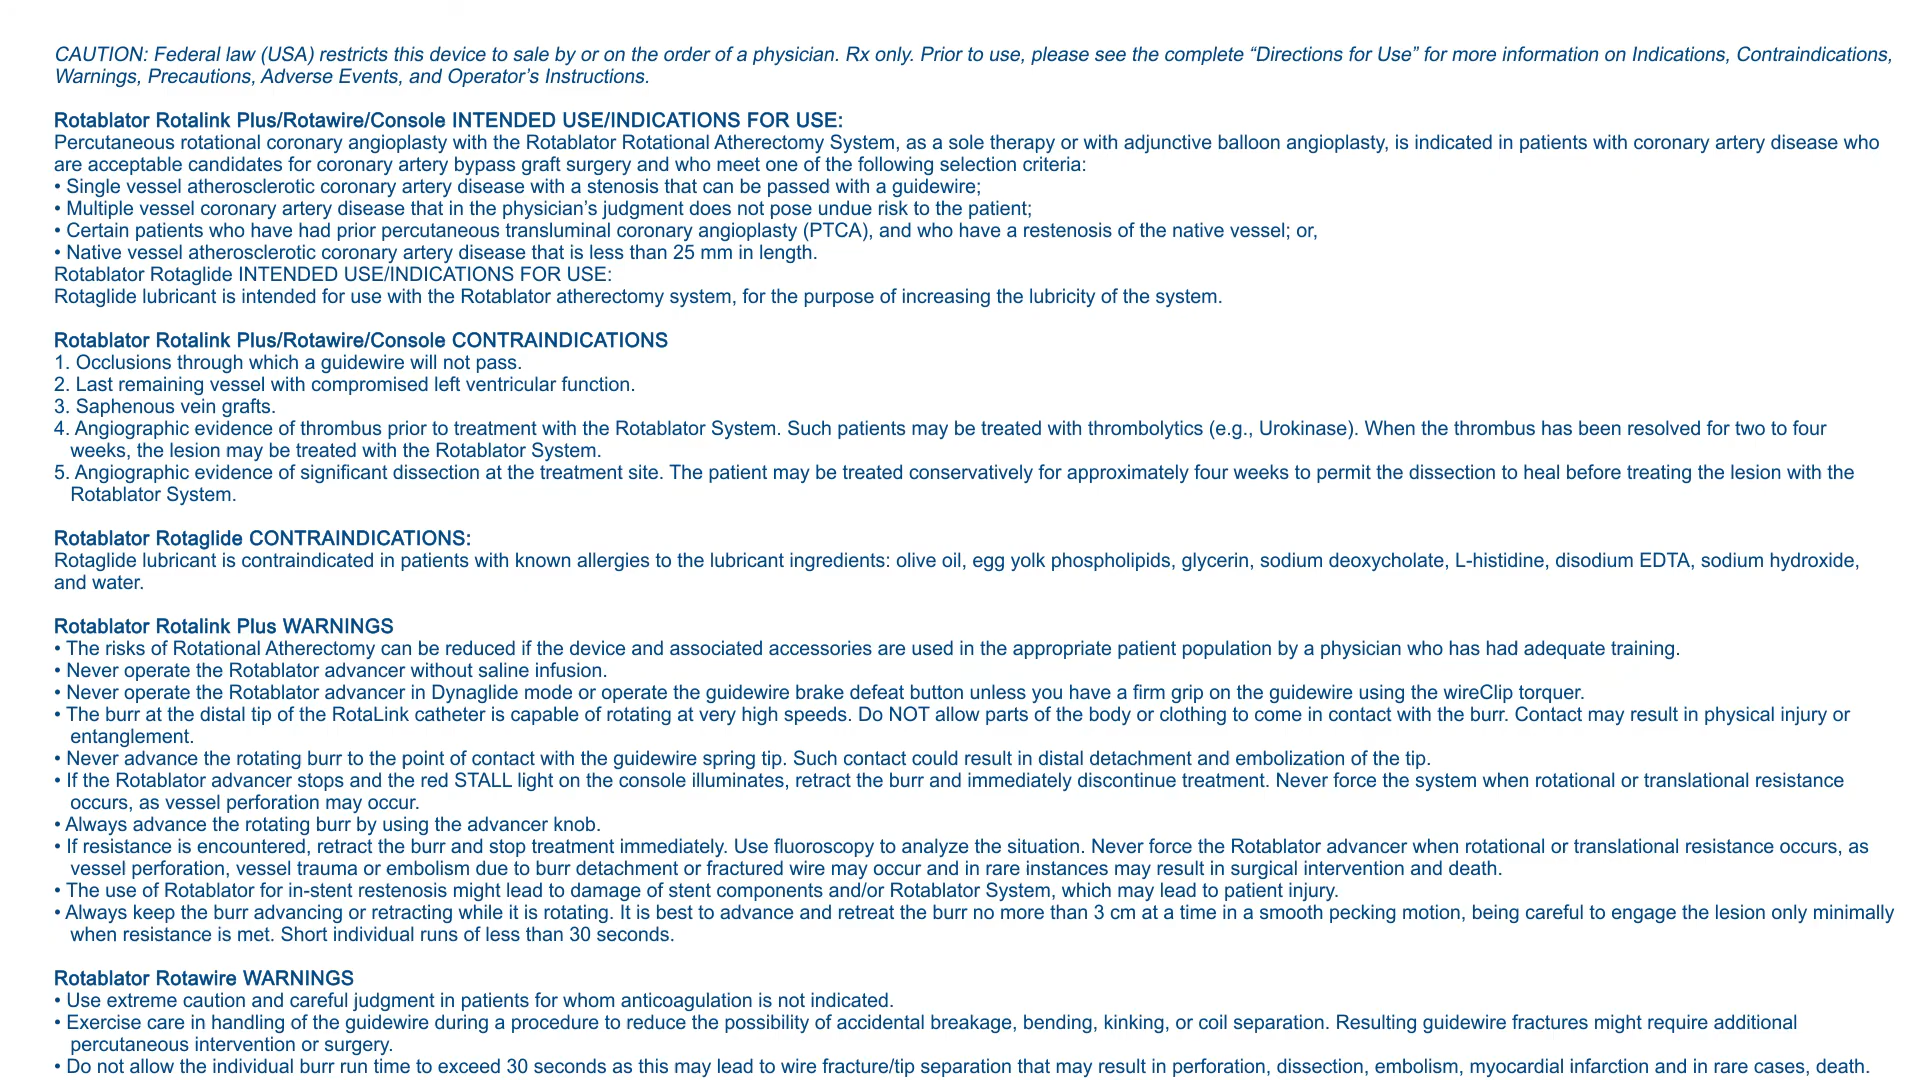 CAUTION: Federal law (USA) restricts this device to sale by or on the order of a physician. Rx only. Prior to use, please see the complete “Directions for Use” for more information on Indications, Contraindications,
Warnings, Precautions, Adverse Events, and Operator’s Instructions.
Rotablator Rotalink Plus/Rotawire/Console INTENDED USE/INDICATIONS FOR USE:
Percutaneous rotational coronary angioplasty with the Rotablator Rotational Atherectomy System, as a sole therapy or with adjunctive balloon angioplasty, is indicated in patients with coronary artery disease who
are acceptable candidates for coronary artery bypass graft surgery and who meet one of the following selection criteria:
• Single vessel atherosclerotic coronary artery disease with a stenosis that can be passed with a guidewire;
• Multiple vessel coronary artery disease that in the physician’s judgment does not pose undue risk to the patient;
• Certain patients who have had prior percutaneous transluminal coronary angioplasty (PTCA), and who have a restenosis of the native vessel; or,
• Native vessel atherosclerotic coronary artery disease that is less than 25 mm in length.
Rotablator Rotaglide INTENDED USE/INDICATIONS FOR USE:
Rotaglide lubricant is intended for use with the Rotablator atherectomy system, for the purpose of increasing the lubricity of the system.
Rotablator Rotalink Plus/Rotawire/Console CONTRAINDICATIONS
1. Occlusions through which a guidewire will not pass.
2. Last remaining vessel with compromised left ventricular function.
3. Saphenous vein grafts.
4. Angiographic evidence of thrombus prior to treatment with the Rotablator System. Such patients may be treated with thrombolytics (e.g., Urokinase). When the thrombus has been resolved for two to four
weeks, the lesion may be treated with the Rotablator System.
5. Angiographic evidence of significant dissection at the treatment site. The patient may be treated conservatively for approximately four weeks to permit the dissection to heal before treating the lesion with the
Rotablator System.
Rotablator Rotaglide CONTRAINDICATIONS:
Rotaglide lubricant is contraindicated in patients with known allergies to the lubricant ingredients: olive oil, egg yolk phospholipids, glycerin, sodium deoxycholate, L-histidine, disodium EDTA, sodium hydroxide,
and water.
Rotablator Rotalink Plus WARNINGS
• The risks of Rotational Atherectomy can be reduced if the device and associated accessories are used in the appropriate patient population by a physician who has had adequate training.
• Never operate the Rotablator advancer without saline infusion.
• Never operate the Rotablator advancer in Dynaglide mode or operate the guidewire brake defeat button unless you have a firm grip on the guidewire using the wireClip torquer.
• The burr at the distal tip of the RotaLink catheter is capable of rotating at very high speeds. Do NOT allow parts of the body or clothing to come in contact with the burr. Contact may result in physical injury or
entanglement.
• Never advance the rotating burr to the point of contact with the guidewire spring tip. Such contact could result in distal detachment and embolization of the tip.
• If the Rotablator advancer stops and the red STALL light on the console illuminates, retract the burr and immediately discontinue treatment. Never force the system when rotational or translational resistance
occurs, as vessel perforation may occur.
• Always advance the rotating burr by using the advancer knob.
• If resistance is encountered, retract the burr and stop treatment immediately. Use fluoroscopy to analyze the situation. Never force the Rotablator advancer when rotational or translational resistance occurs, as
vessel perforation, vessel trauma or embolism due to burr detachment or fractured wire may occur and in rare instances may result in surgical intervention and death.
• The use of Rotablator for in-stent restenosis might lead to damage of stent components and/or Rotablator System, which may lead to patient injury.
• Always keep the burr advancing or retracting while it is rotating. It is best to advance and retreat the burr no more than 3 cm at a time in a smooth pecking motion, being careful to engage the lesion only minimally
when resistance is met. Short individual runs of less than 30 seconds.
Rotablator Rotawire WARNINGS
• Use extreme caution and careful judgment in patients for whom anticoagulation is not indicated.
• Exercise care in handling of the guidewire during a procedure to reduce the possibility of accidental breakage, bending, kinking, or coil separation. Resulting guidewire fractures might require additional
percutaneous intervention or surgery.
• Do not allow the individual burr run time to exceed 30 seconds as this may lead to wire fracture/tip separation that may result in perforation, dissection, embolism, myocardial infarction and in rare cases, death.